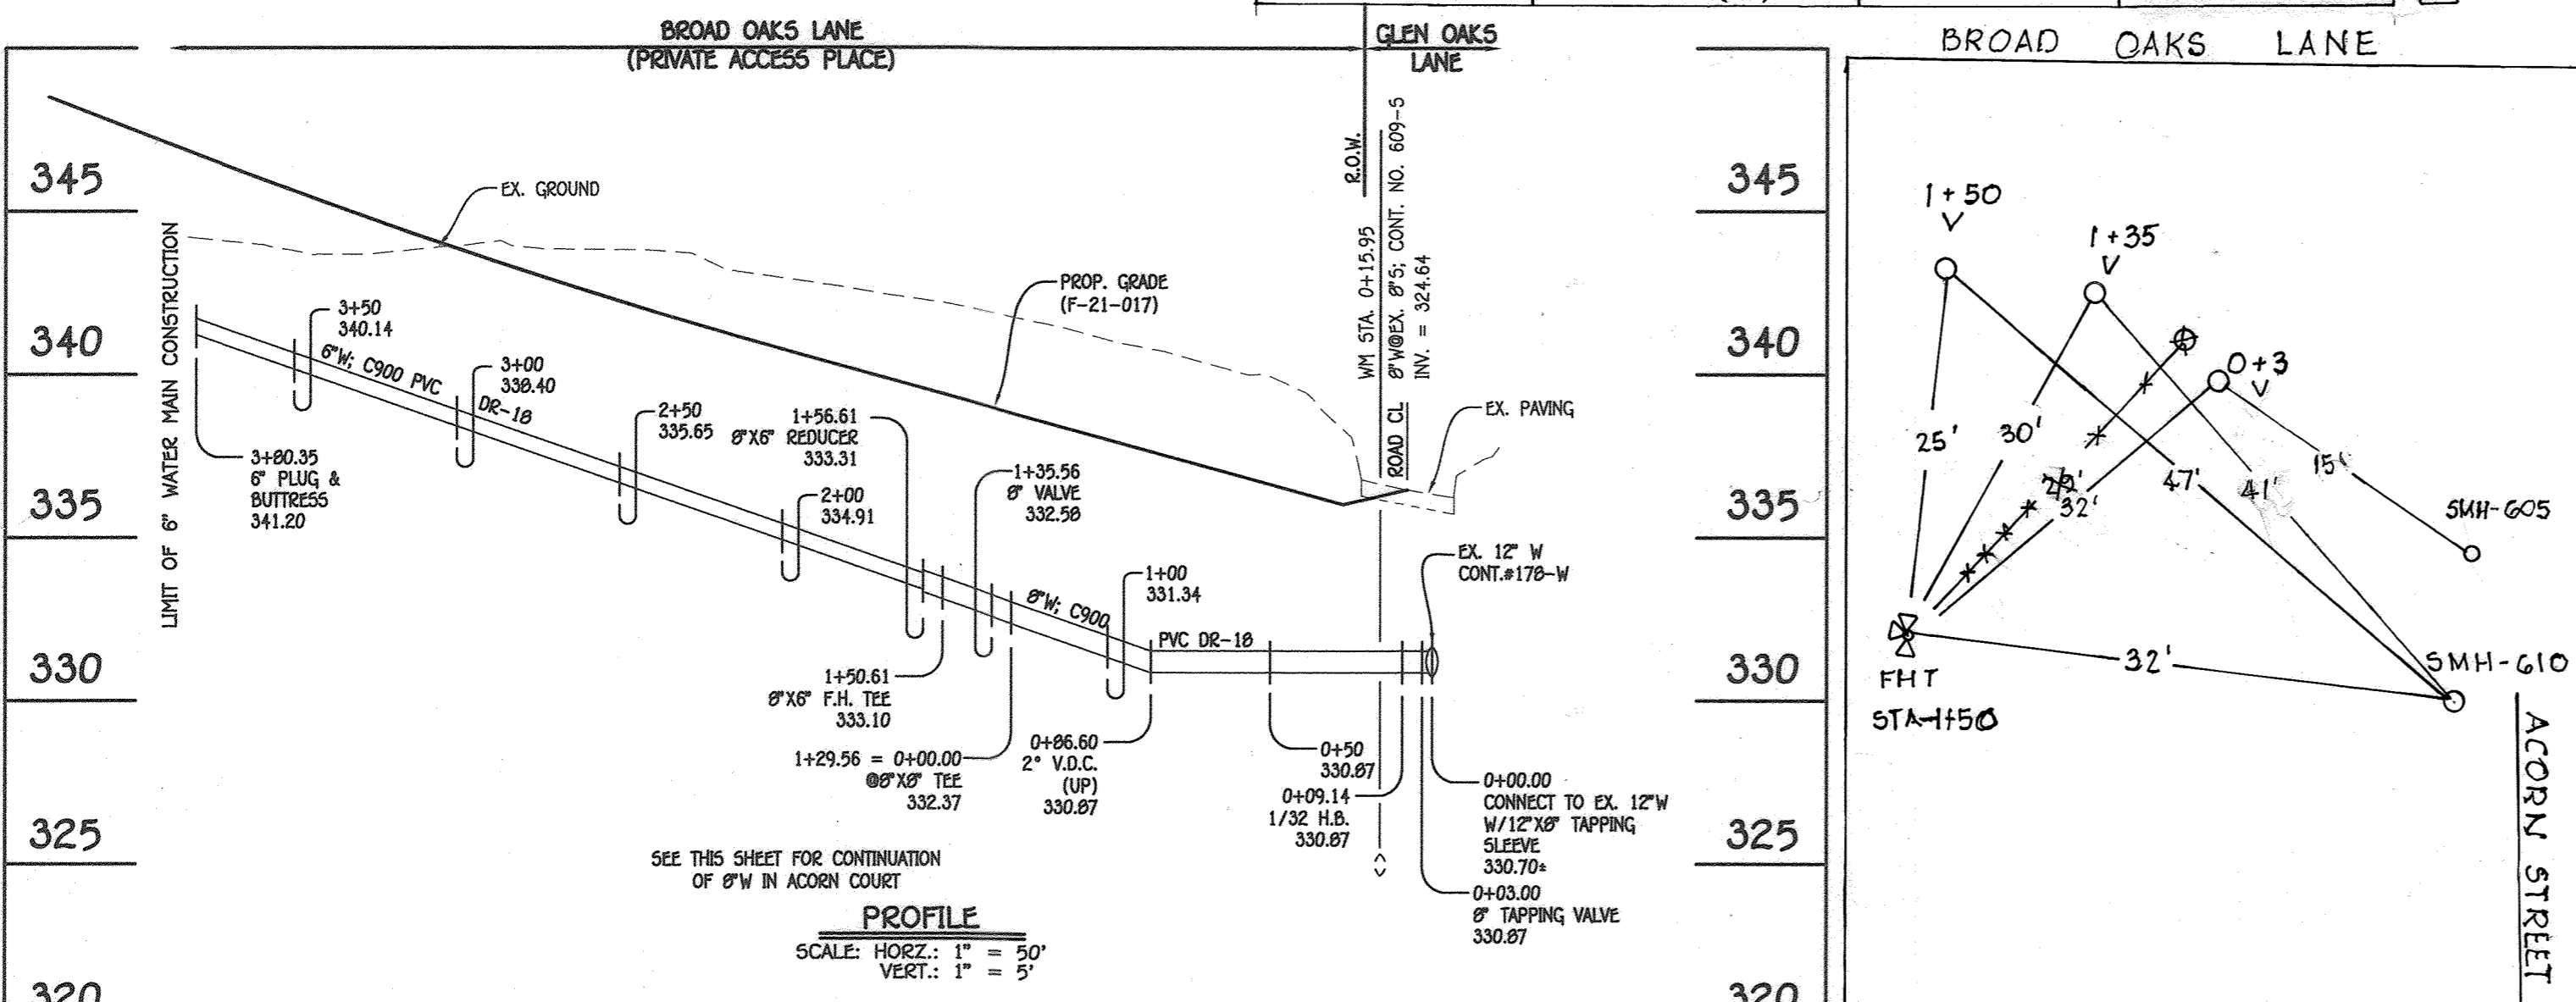 BROAD OAKS LANE
(PRIVATE ACCESS PLACE)
GLEN OAKS
LANE
345
340
335
330
325
320
LIMIT OF 6" WATER MAIN CONSTRUCTION
EX. GROUND
PROP. GRADE
(F-21-017)
R.O.W.
WM STA. 0+15.95
ROAD CL
8"W@EX. 8"S; CONT. NO. 609-S
INV. = 324.64
EX. PAVING
3+50
340.14
6"W; C900 PVC
DR-18
3+00
338.40
3+80.35
6" PLUG &
BUTTRESS
341.20
2+50
335.65
2+00
334.91
1+56.61
8"X6" REDUCER
333.31
1+35.56
8" VALVE
332.58
8"W; C900
PVC DR-18
1+00
331.34
EX. 12" W
CONT.#178-W
1+50.61
8"X6" F.H. TEE
333.10
1+29.56 = 0+00.00
@8"X8" TEE
332.37
0+86.60
2° V.D.C.
(UP)
330.87
0+50
330.87
0+09.14
1/32 H.B.
330.87
0+00.00
CONNECT TO EX. 12"W
W/12"X8" TAPPING
SLEEVE
330.70±
0+03.00
8" TAPPING VALVE
330.87
SEE THIS SHEET FOR CONTINUATION
OF 8"W IN ACORN COURT
PROFILE
SCALE: HORZ.: 1" = 50'
VERT.: 1" = 5'
345
340
335
330
325
320
BROAD OAKS LANE
1+50
V
1+35
V
0+3
V
25'
30'
32'
47'
41'
15'
SMH-605
32'
SMH-610
FHT
STA-1+50
ACORN STREET